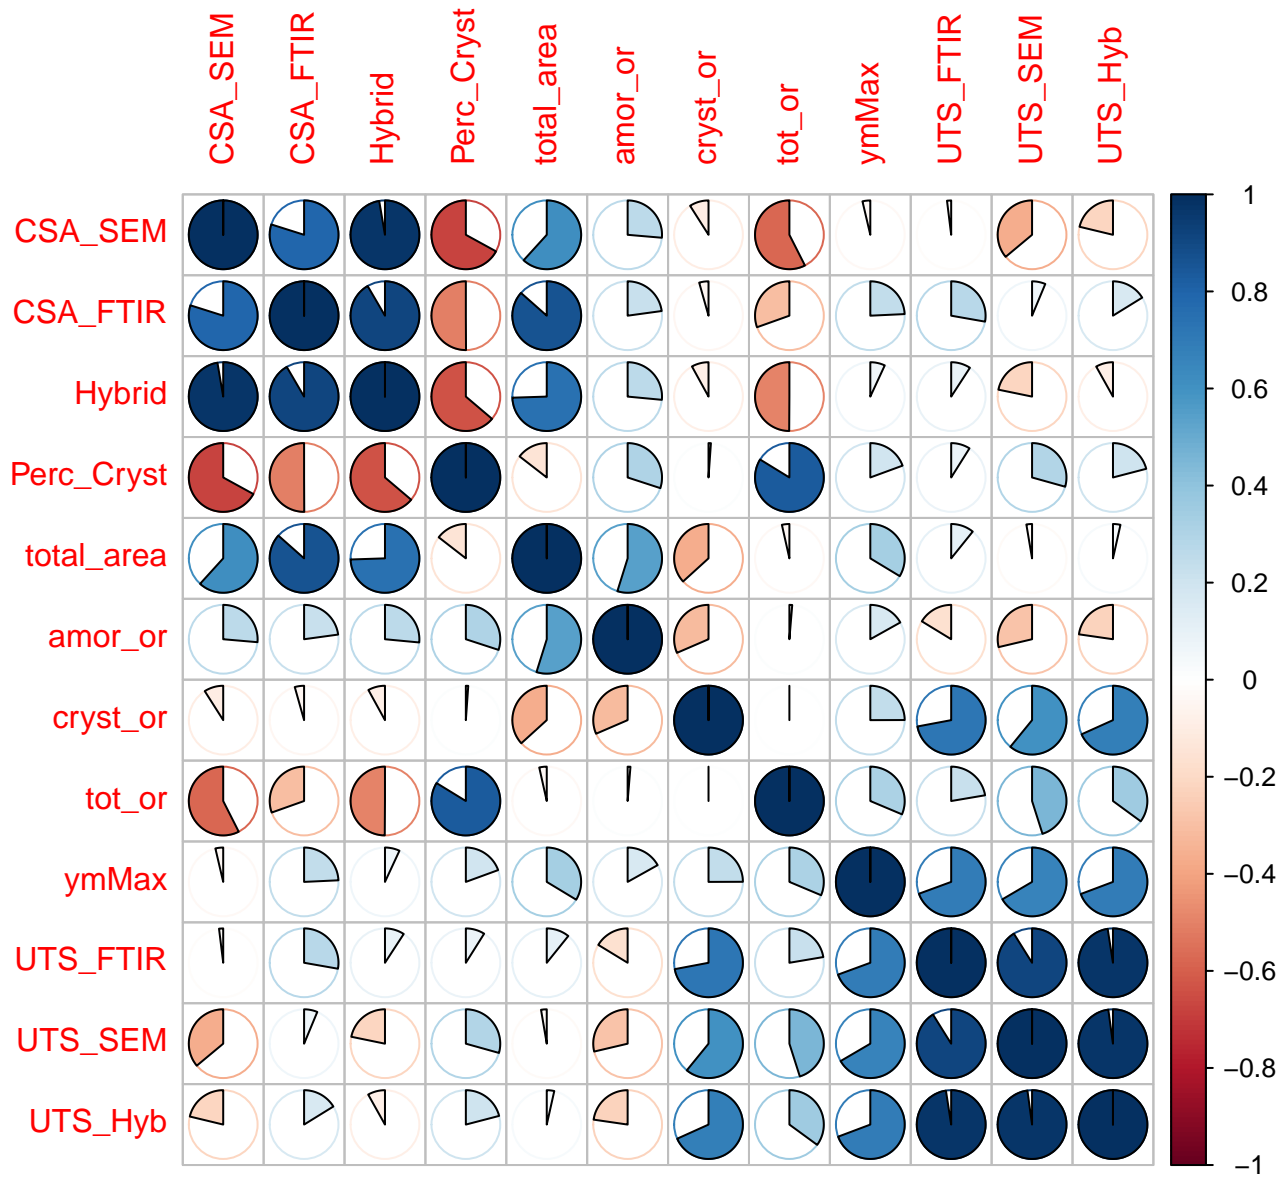 CSA_SEM
CSA_FTIR
Hybrid
Perc_Cryst
total_area
amor_or
cryst_or
tot_or
ymMax
UTS_FTIR
UTS_SEM
UTS_Hyb
CSA_SEM
CSA_FTIR
Hybrid
Perc_Cryst
total_area
amor_or
cryst_or
tot_or
ymMax
UTS_FTIR
UTS_SEM
UTS_Hyb
1
0.8
0.6
0.4
0.2
0
−0.2
−0.4
−0.6
−0.8
−1